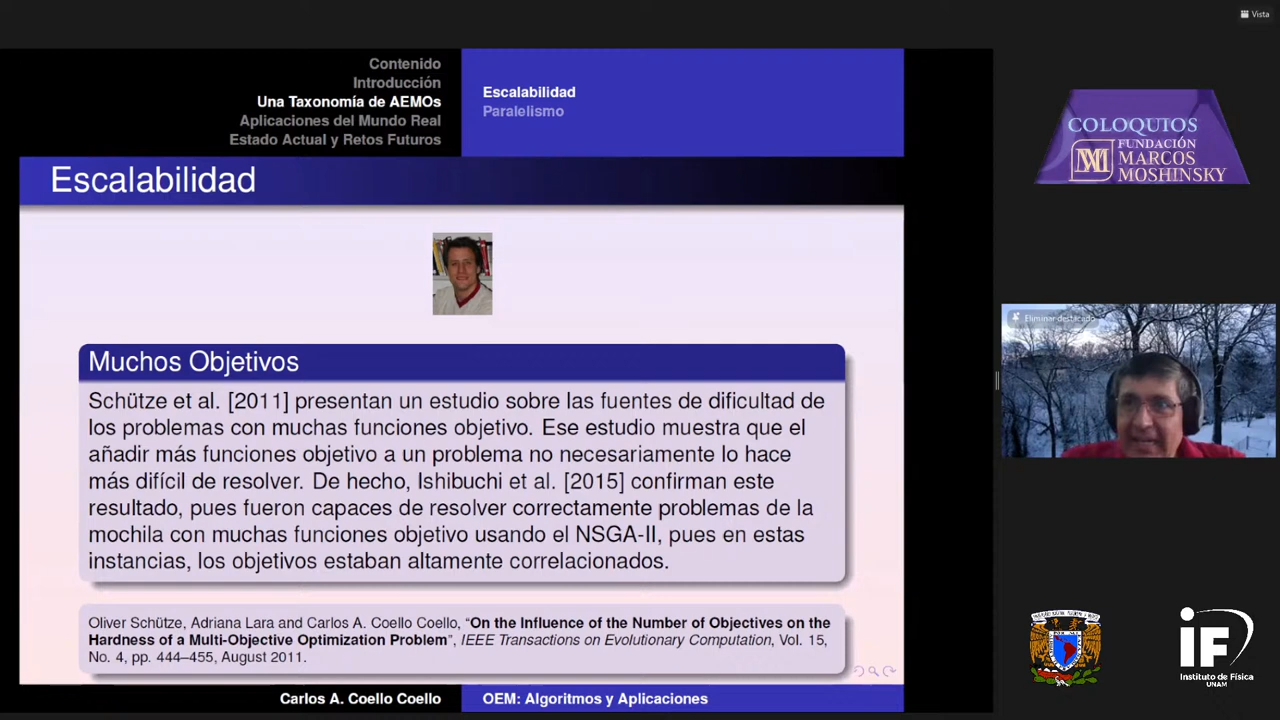 Vista
Contenido
Introducción
Una Taxonomía de AEMOs
Aplicaciones del Mundo Real
Estado Actual y Retos Futuros
Escalabilidad
Paralelismo
Escalabilidad
Muchos Objetivos
Schütze et al. [2011] presentan un estudio sobre las fuentes de dificultad de
los problemas con muchas funciones objetivo. Ese estudio muestra que el
añadir más funciones objetivo a un problema no necesariamente lo hace
más difícil de resolver. De hecho, Ishibuchi et al. [2015] confirman este
resultado, pues fueron capaces de resolver correctamente problemas de la
mochila con muchas funciones objetivo usando el NSGA-II, pues en estas
instancias, los objetivos estaban altamente correlacionados.
Oliver Schütze, Adriana Lara and Carlos A. Coello Coello, “On the Influence of the Number of Objectives on the
Hardness of a Multi-Objective Optimization Problem”, IEEE Transactions on Evolutionary Computation, Vol. 15,
No. 4, pp. 444–455, August 2011.
Carlos A. Coello Coello
OEM: Algoritmos y Aplicaciones
COLOQUIOS
FUNDACIÓN
MARCOS
MOSHINSKY
Eliminar destacado
iF
Instituto de Física
UNAM